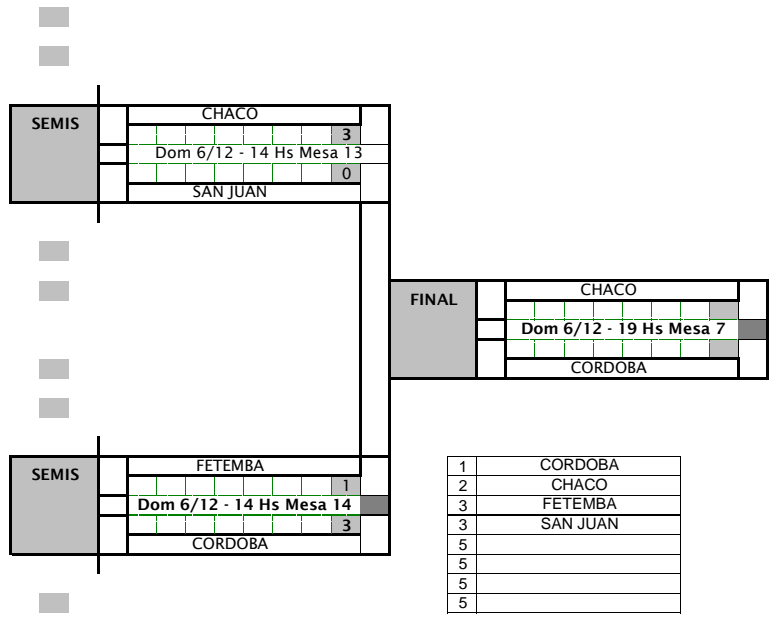 SEMIS
CHACO
3
Dom 6/12 - 14 Hs Mesa 13
0
SAN JUAN
FINAL
CHACO
Dom 6/12 - 19 Hs Mesa 7
CORDOBA
SEMIS
FETEMBA
1
Dom 6/12 - 14 Hs Mesa 14
3
CORDOBA
1 CORDOBA
2 CHACO
3 FETEMBA
3 SAN JUAN
5
5
5
5